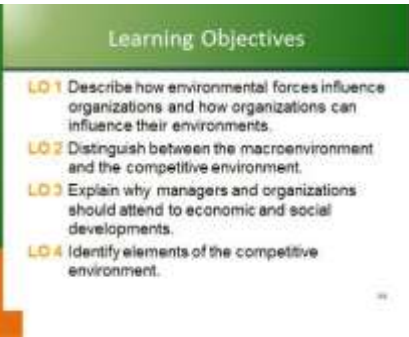 Learning Objectives
LO 1 Describe how environmental forces influence
organizations and how organizations can
influence their environments.
LO 2 Distinguish between the macroenvironment
and the competitive environment.
LO 3 Explain why managers and organizations
should attend to economic and social
developments.
LO 4 Identify elements of the competitive
environment.